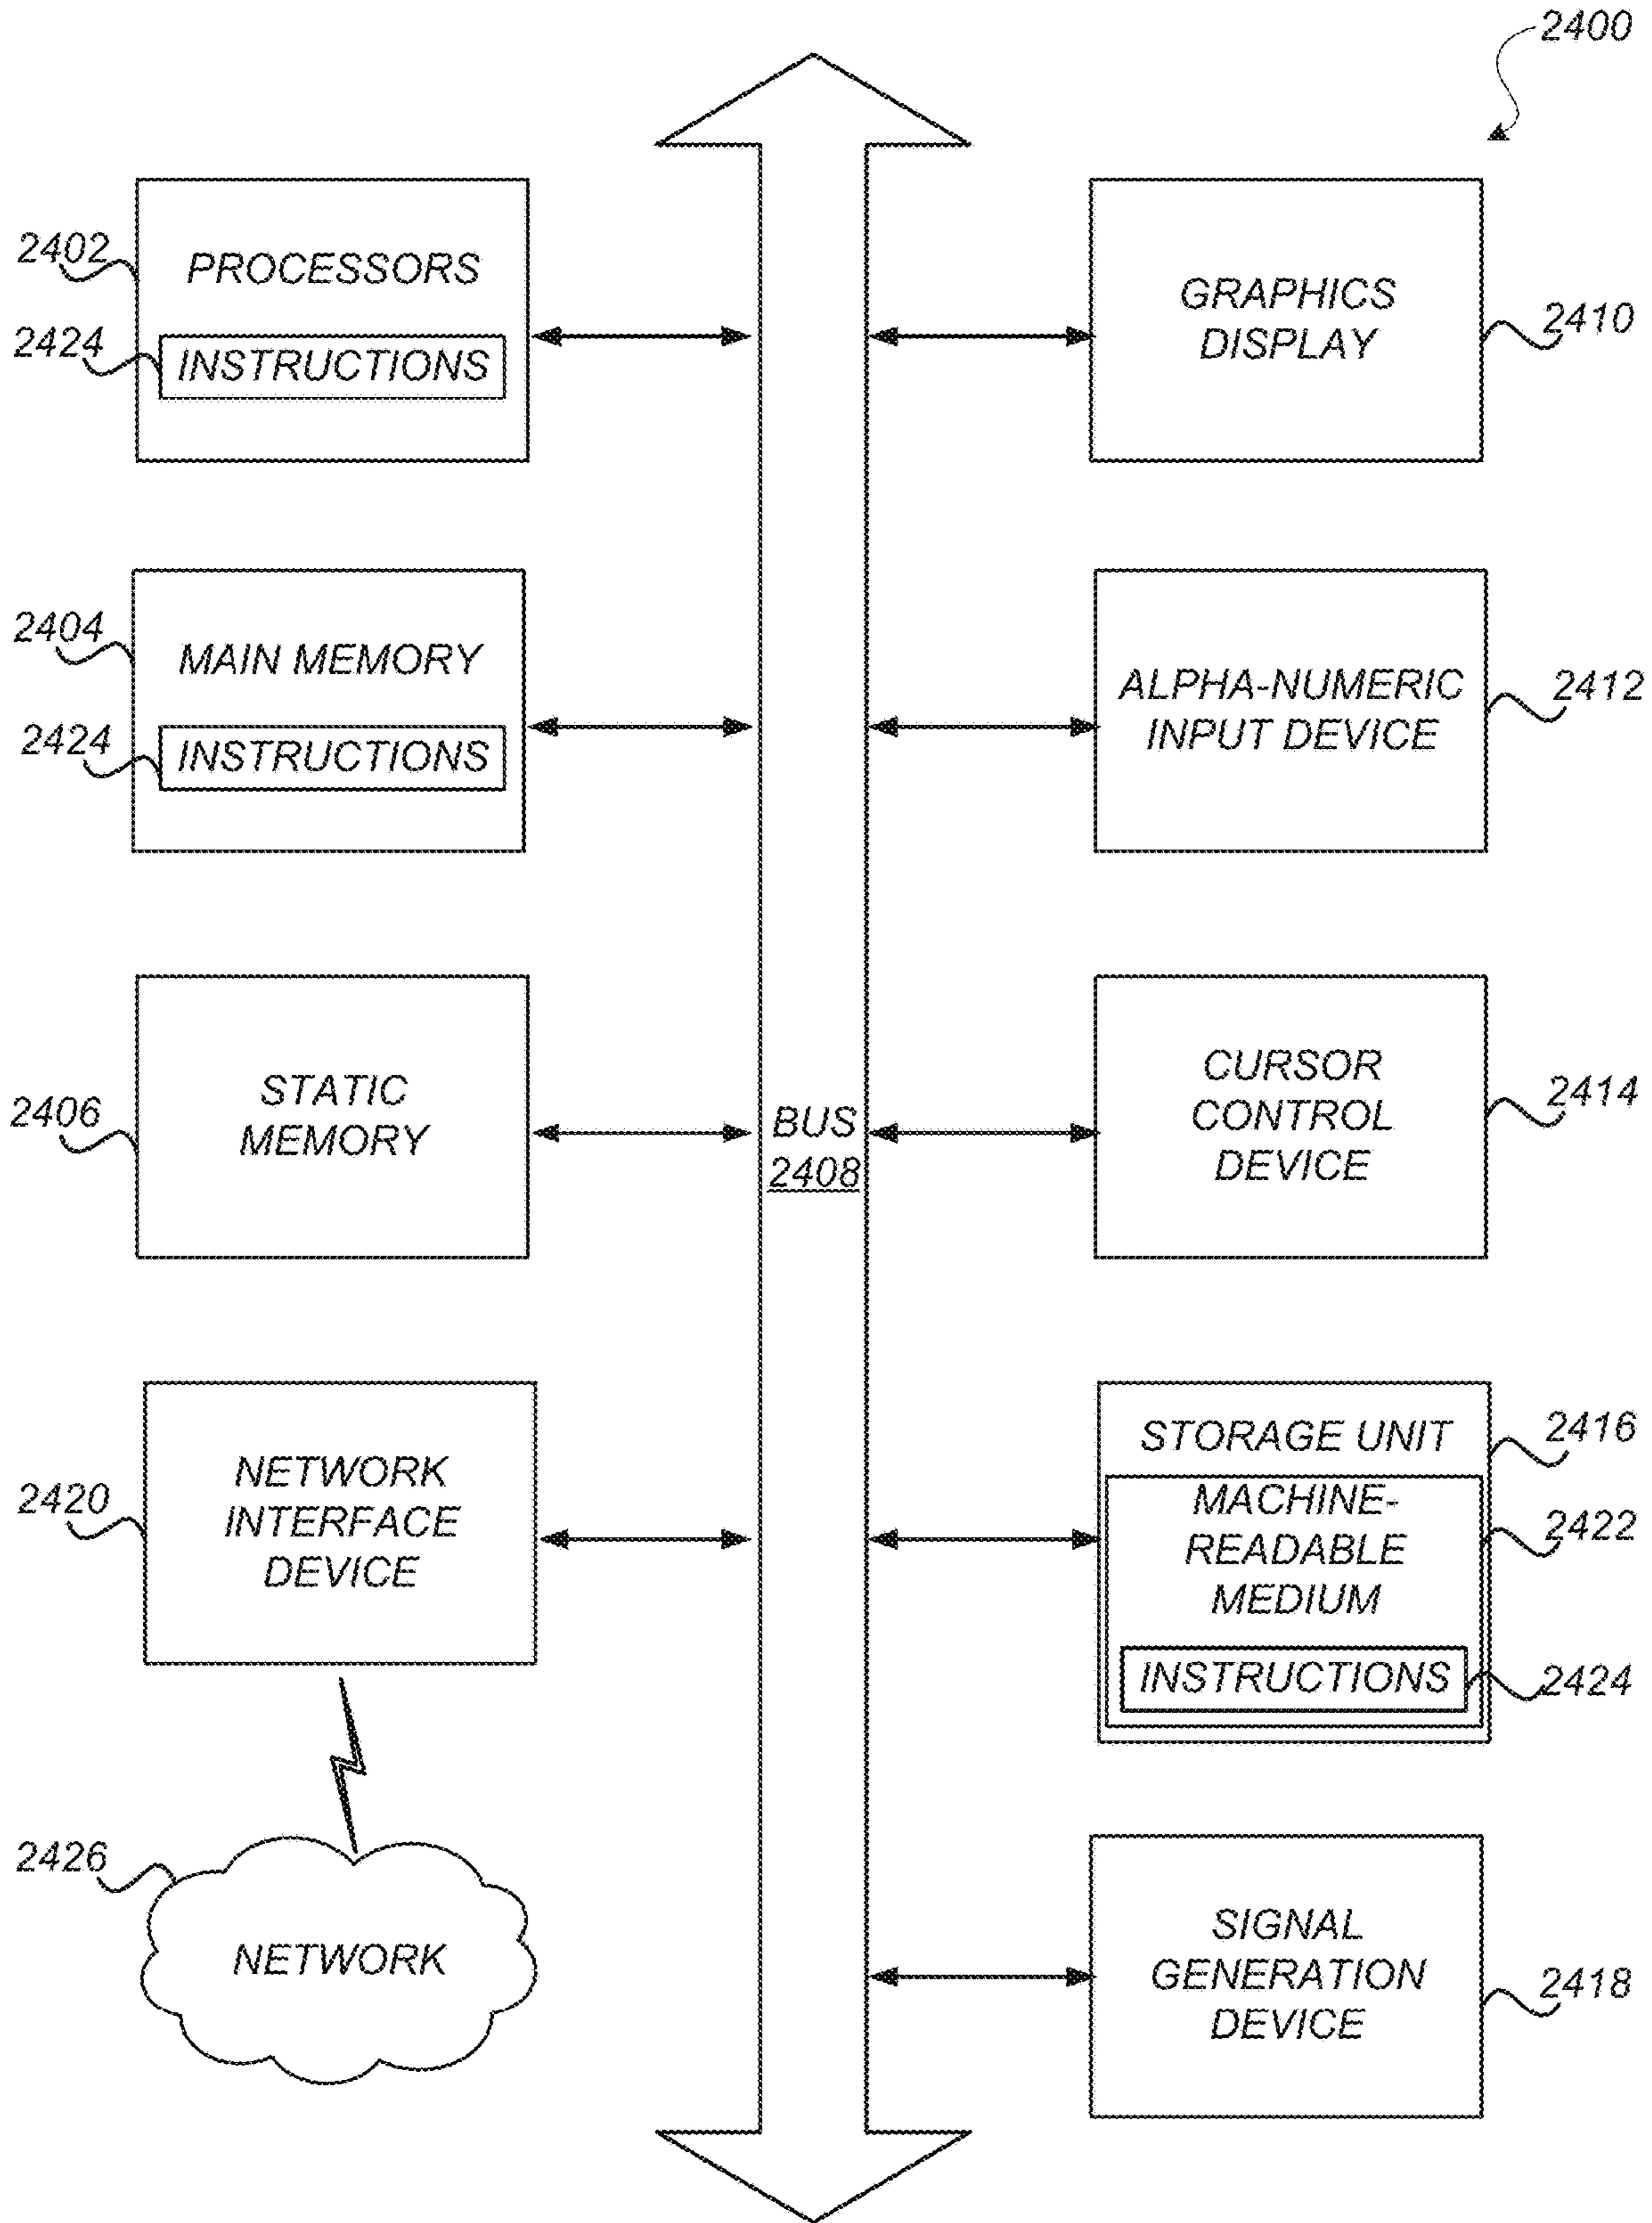 2400
2402
PROCESSORS
2424
INSTRUCTIONS
GRAPHICS
DISPLAY
2410
2404
MAIN MEMORY
2424
INSTRUCTIONS
ALPHA-NUMERIC
INPUT DEVICE
2412
2406
STATIC
MEMORY
BUS
2408
CURSOR
CONTROL
DEVICE
2414
2420
NETWORK
INTERFACE
DEVICE
STORAGE UNIT
2416
MACHINE-
READABLE
MEDIUM
2422
INSTRUCTIONS
2424
2426
NETWORK
SIGNAL
GENERATION
DEVICE
2418